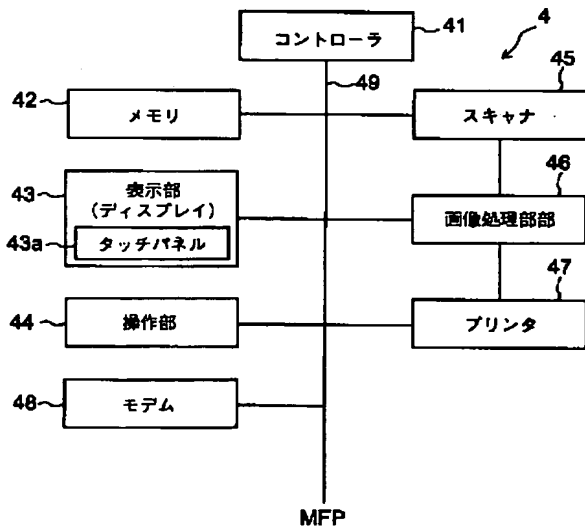 コントローラ
41
4
49
45
42
メモリ
スキャナ
43
表示部
(ディスプレイ)
46
画像処理部部
43a
タッチパネル
47
44
操作部
プリンタ
48
モデム
MFP